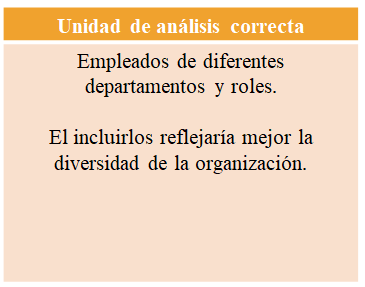 Unidad de análisis correcta
Empleados de diferentes
departamentos y roles.
El incluirlos reflejaría mejor la
diversidad de la organización.